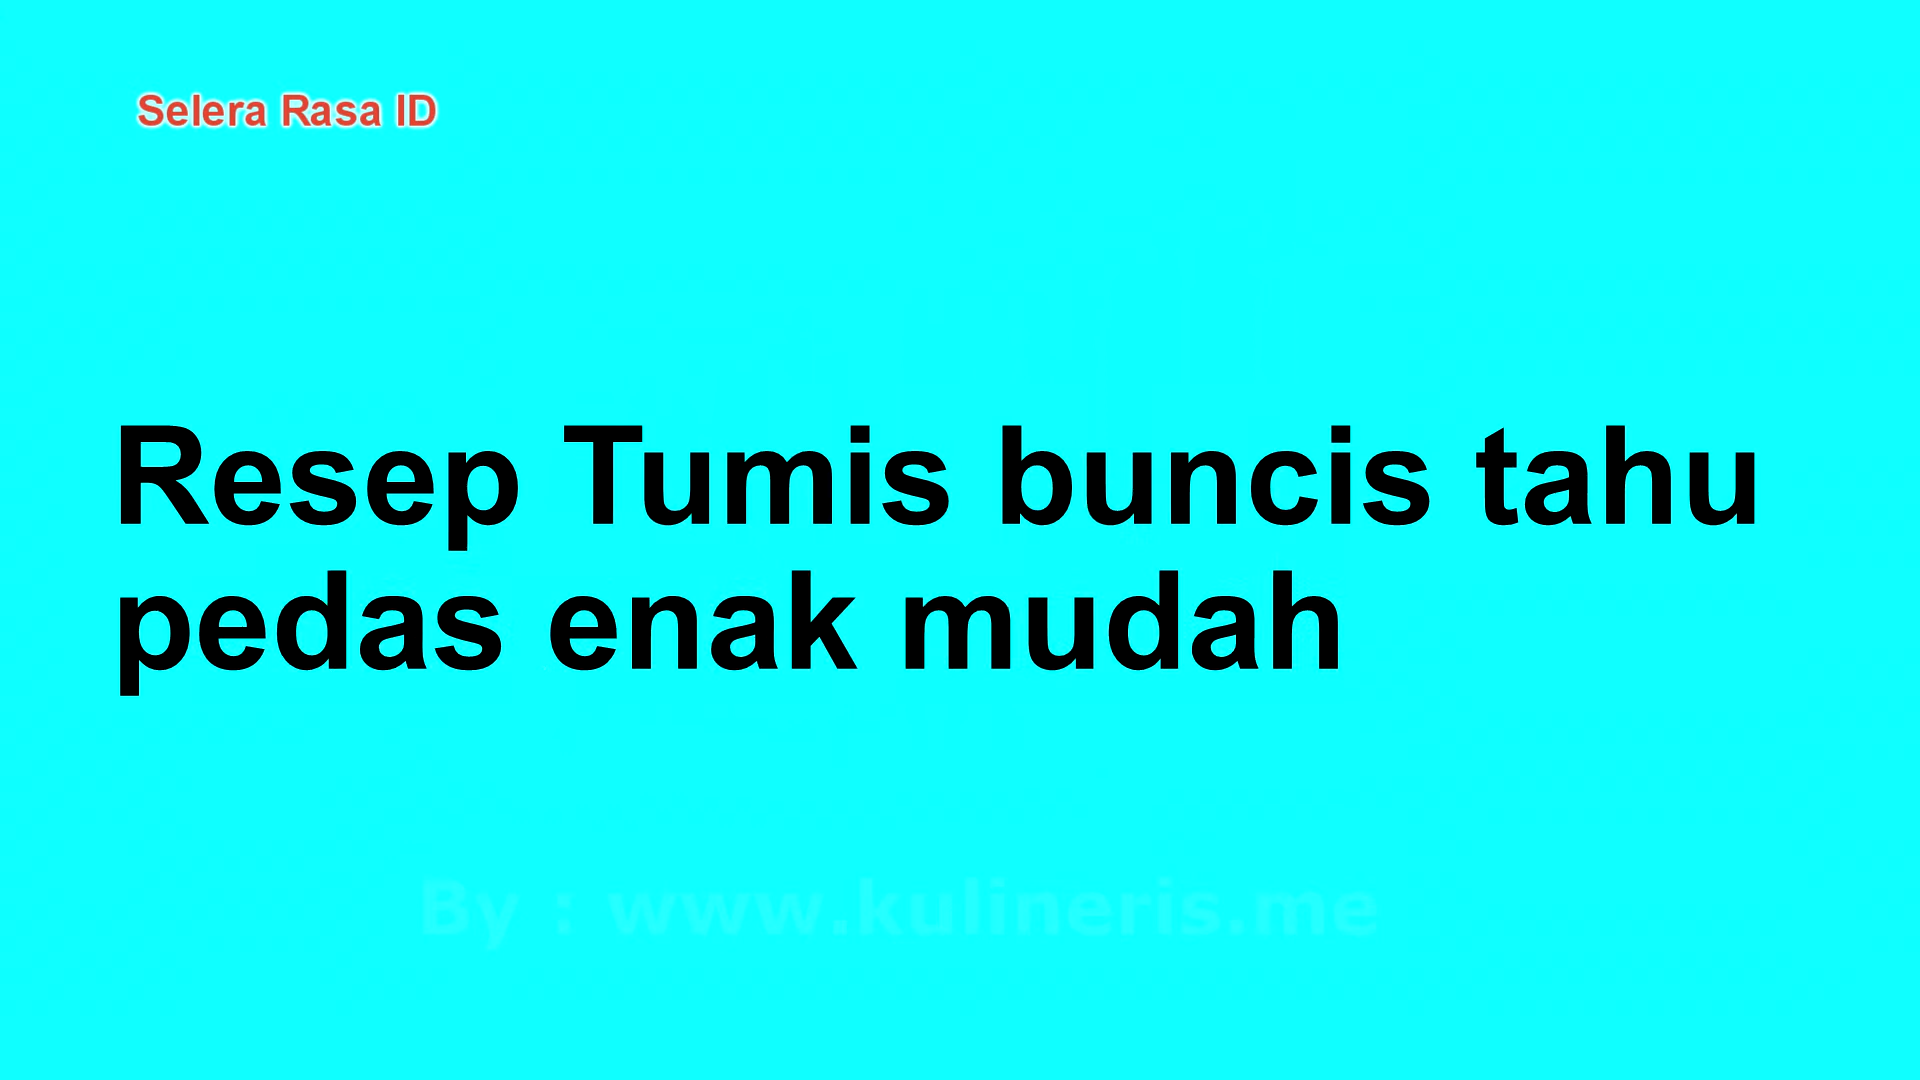 Selera Rasa ID
Resep Tumis buncis tahu
pedas enak mudah
By : www.kulineris.me